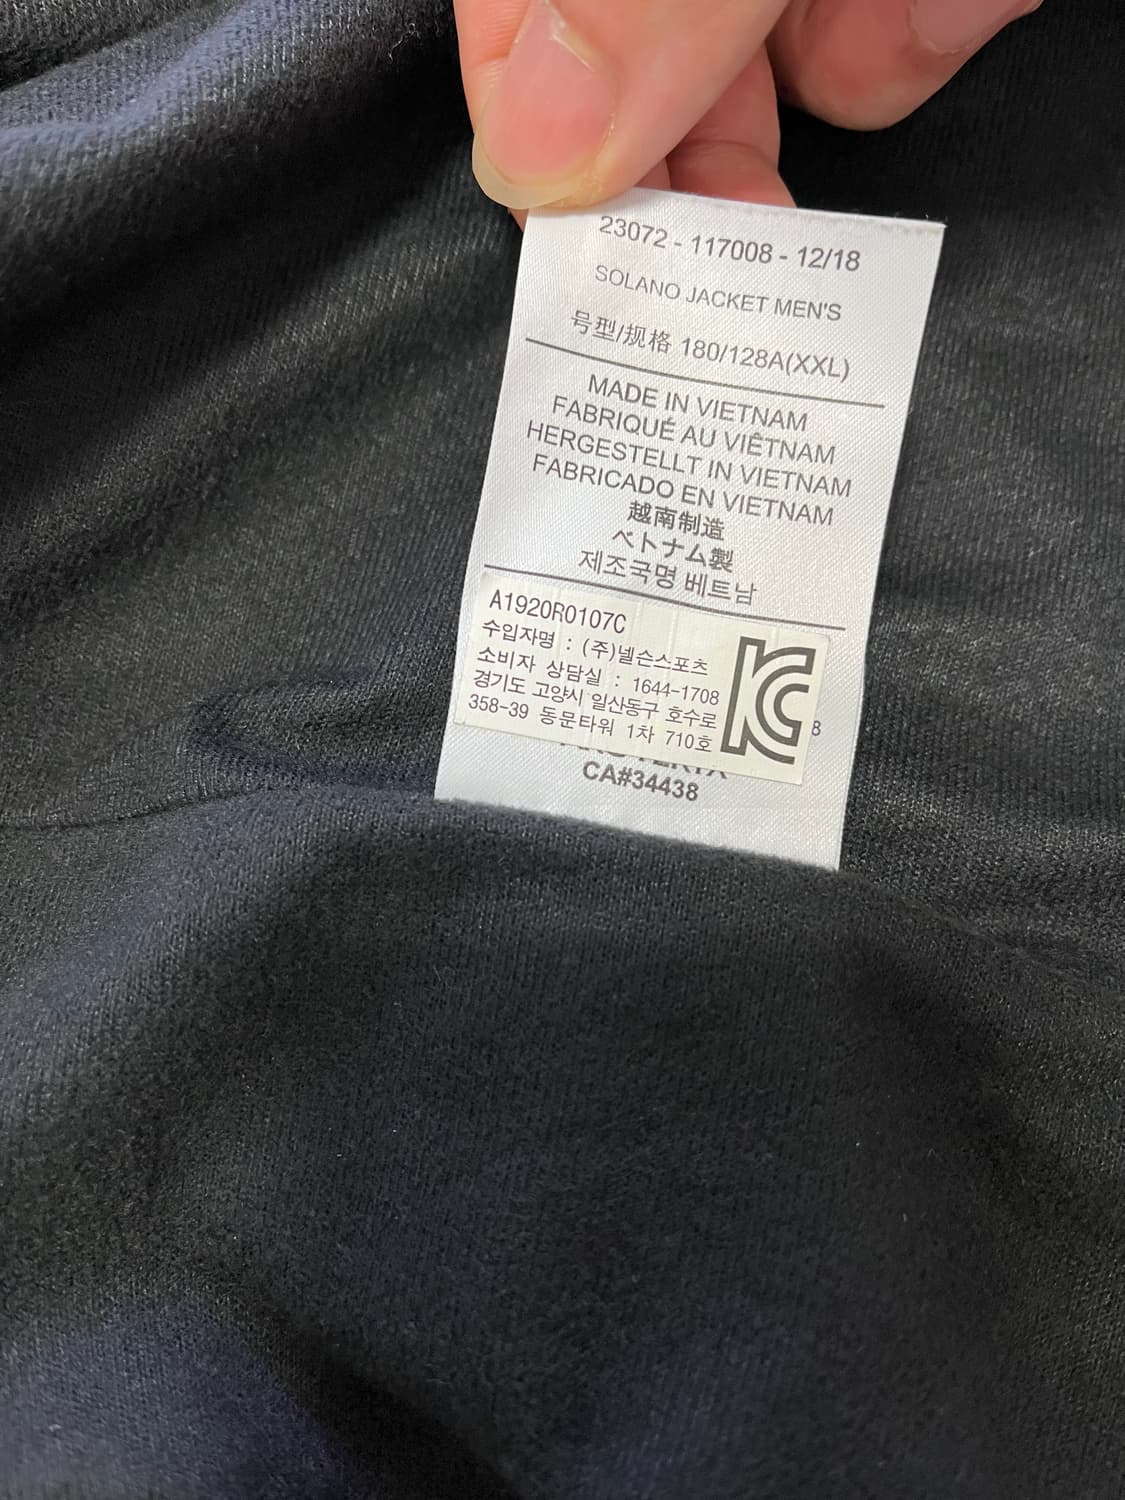 23072 - 117008 - 12/18
SOLANO JACKET MEN'S
号型/规格 180/128A(XXL)
MADE IN VIETNAM
FABRIQUÉ AU VIÊTNAM
HERGESTELLT IN VIETNAM
FABRICADO EN VIETNAM
越南制造
ベトナム製
제조국명 베트남
A1920R0107C
수입자명 : (주)넬슨스포츠
소비자 상담실 : 1644-1708
경기도 고양시 일산동구 호수로
358-39 동문타워 1차 710호
KC
8
CA#34438